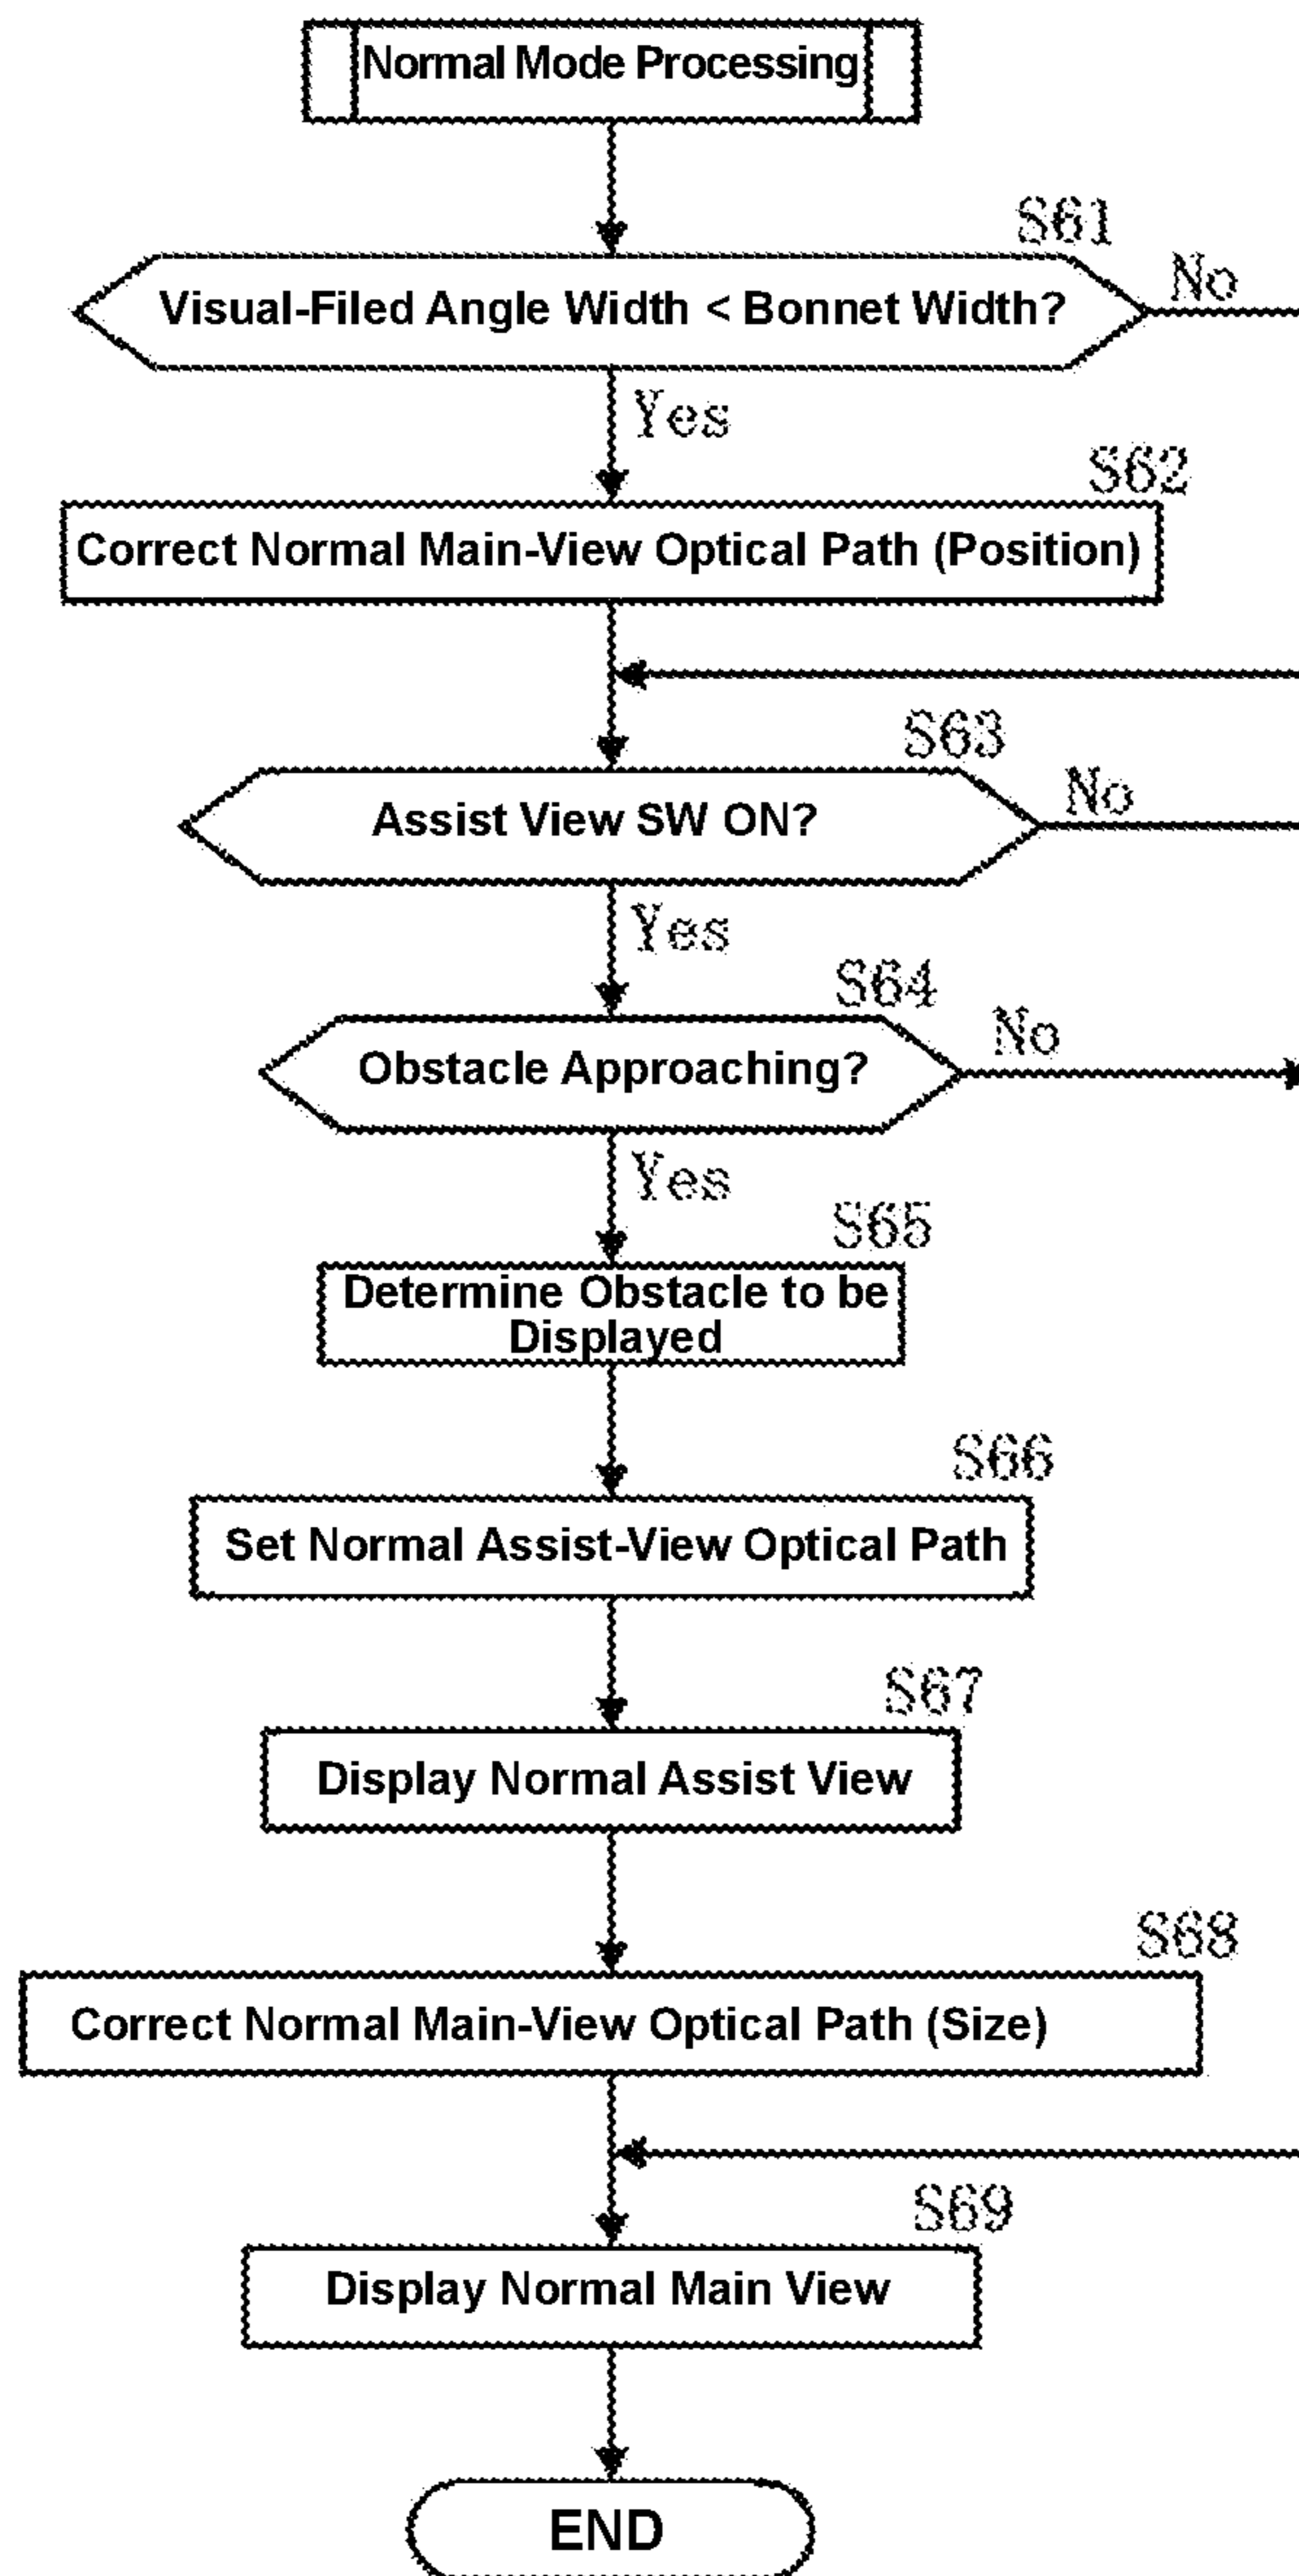 Normal Mode Processing
S61
Visual-Filed Angle Width < Bonnet Width?
No
Yes
S62
Correct Normal Main-View Optical Path (Position)
S63
Assist View SW ON?
No
Yes
S64
Obstacle Approaching?
No
Yes
S65
Determine Obstacle to be
Displayed
S66
Set Normal Assist-View Optical Path
S67
Display Normal Assist View
S68
Correct Normal Main-View Optical Path (Size)
S69
Display Normal Main View
END